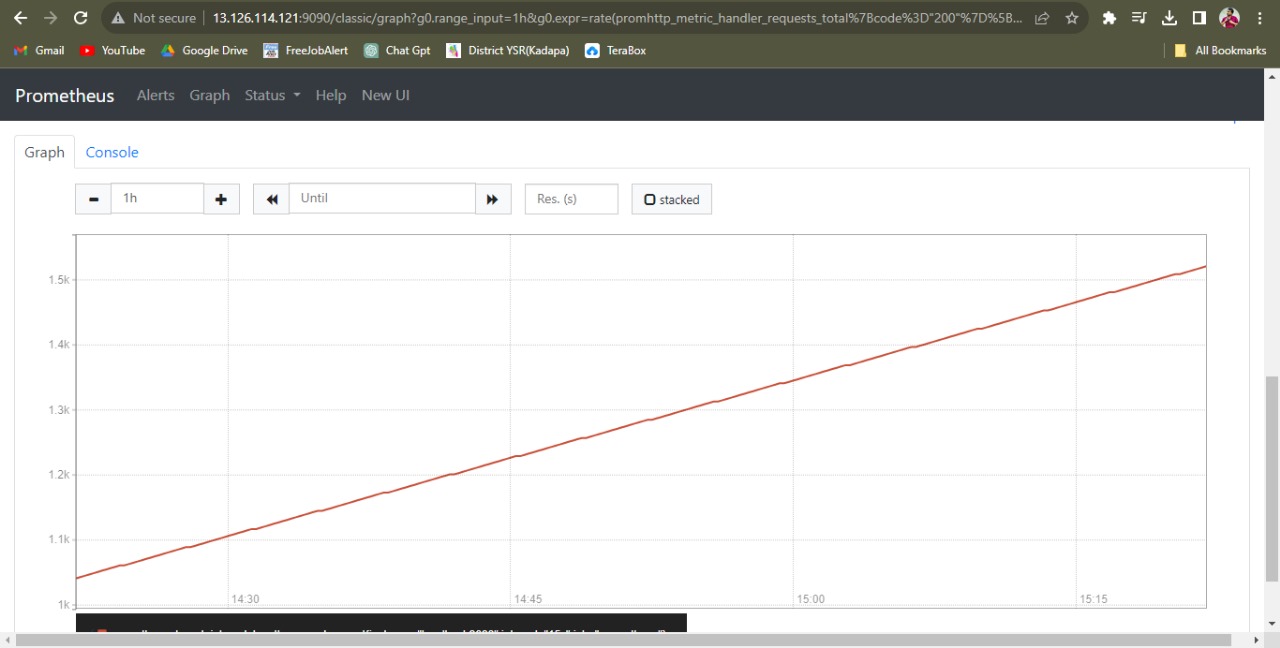 Not secure 13.126.114.121:9090/classic/graph?g0.range_input=1h&g0.expr=rate(promhttp_metric_handler_requests_total%7Bcode%3D"200"%7D%5B...
Gmail YouTube Google Drive FreeJobAlert Chat Gpt District YSR(Kadapa) TeraBox All Bookmarks
Prometheus Alerts Graph Status Help New UI
Graph Console
1h Until Res. (s) stacked
1.5k
1.4k
1.3k
1.2k
1.1k
1k
14:30 14:45 15:00 15:15